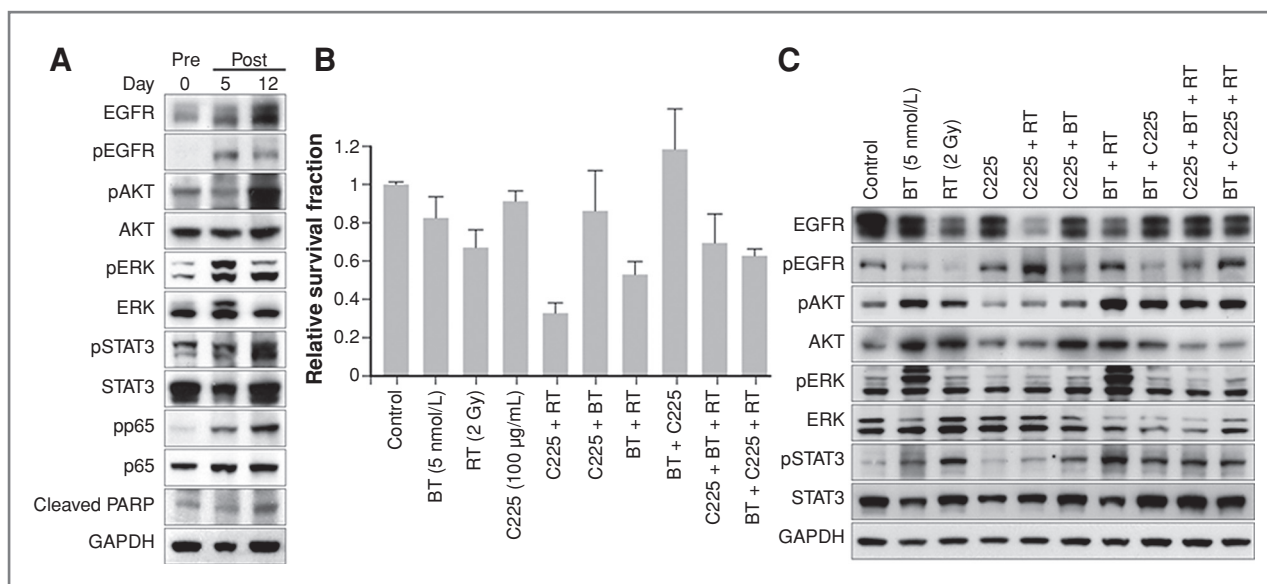 A
Pre Post
Day 0 5 12
EGFR
pEGFR
pAKT
AKT
pERK
ERK
pSTAT3
STAT3
pp65
p65
Cleaved PARP
GAPDH
B
Relative survival fraction
1.2
1
0.8
0.6
0.4
0.2
0
Control
BT (5 nmol/L)
RT (2 Gy)
C225 (100 µg/mL)
C225 + RT
C225 + BT
BT + RT
BT + C225
C225 + BT + RT
BT + C225 + RT
C
Control
BT (5 nmol/L)
RT (2 Gy)
C225
C225 + RT
C225 + BT
BT + RT
BT + C225
C225 + BT + RT
BT + C225 + RT
EGFR
pEGFR
pAKT
AKT
pERK
ERK
pSTAT3
STAT3
GAPDH